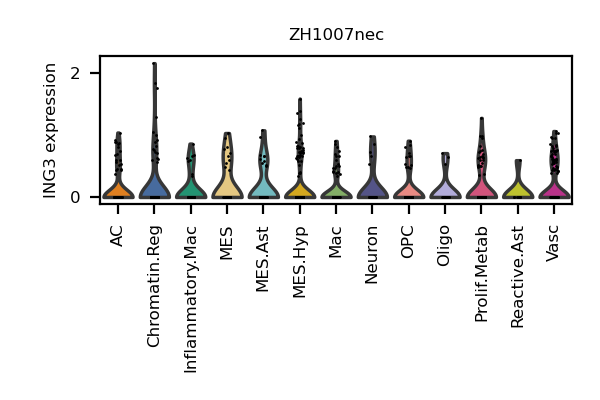 ZH1007nec
ING3 expression
2
0
AC
Chromatin.Reg
Inflammatory.Mac
MES
MES.Ast
MES.Hyp
Mac
Neuron
OPC
Oligo
Prolif.Metab
Reactive.Ast
Vasc